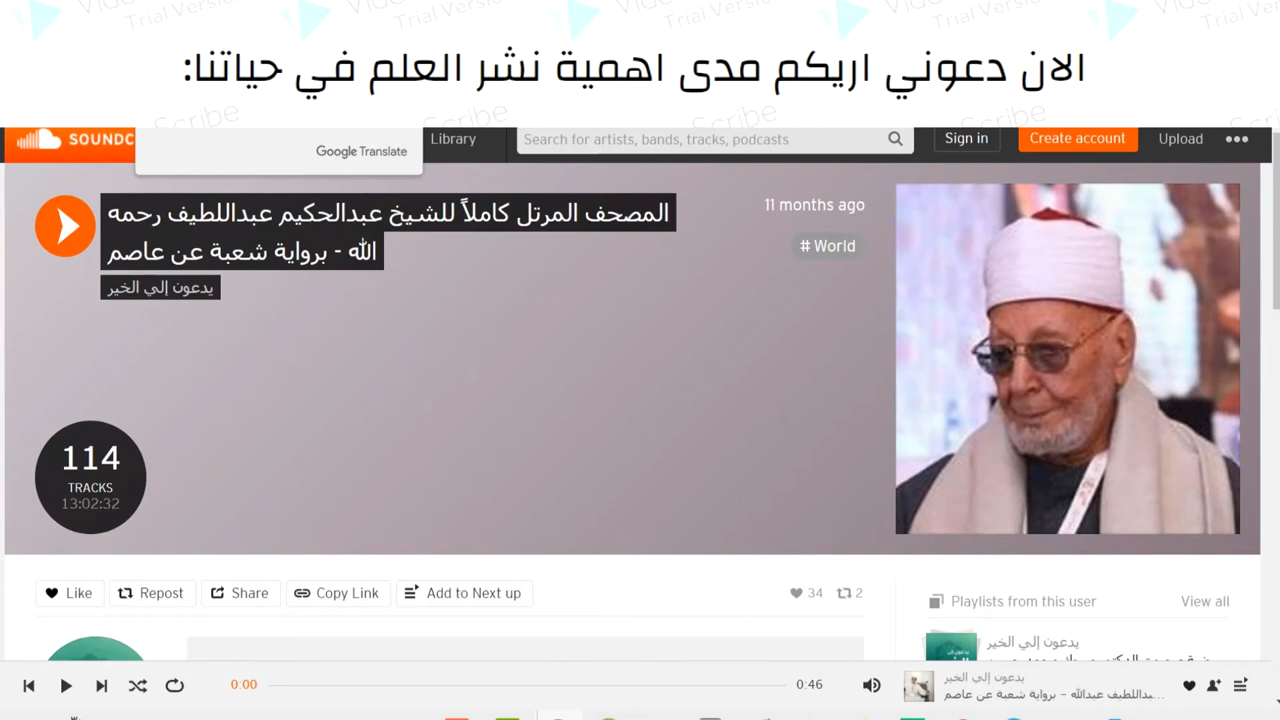 الان دعوني اريكم مدى اهمية نشر العلم في حياتنا:
SOUNDC
Google Translate
Library
Search for artists, bands, tracks, podcasts
Sign in
Create account
Upload
المصحف المرتل كاملاً للشيخ عبدالحكيم عبداللطيف رحمه
الله - برواية شعبة عن عاصم
يدعون إلي الخير
11 months ago
# World
114
TRACKS
13:02:32
Like
Repost
Share
Copy Link
Add to Next up
34
2
Playlists from this user
View all
يدعون إلي الخير
0:00
0:46
يدعون إلي الخير
بداللطيف عبدالله - برواية شعبة عن عاصم...